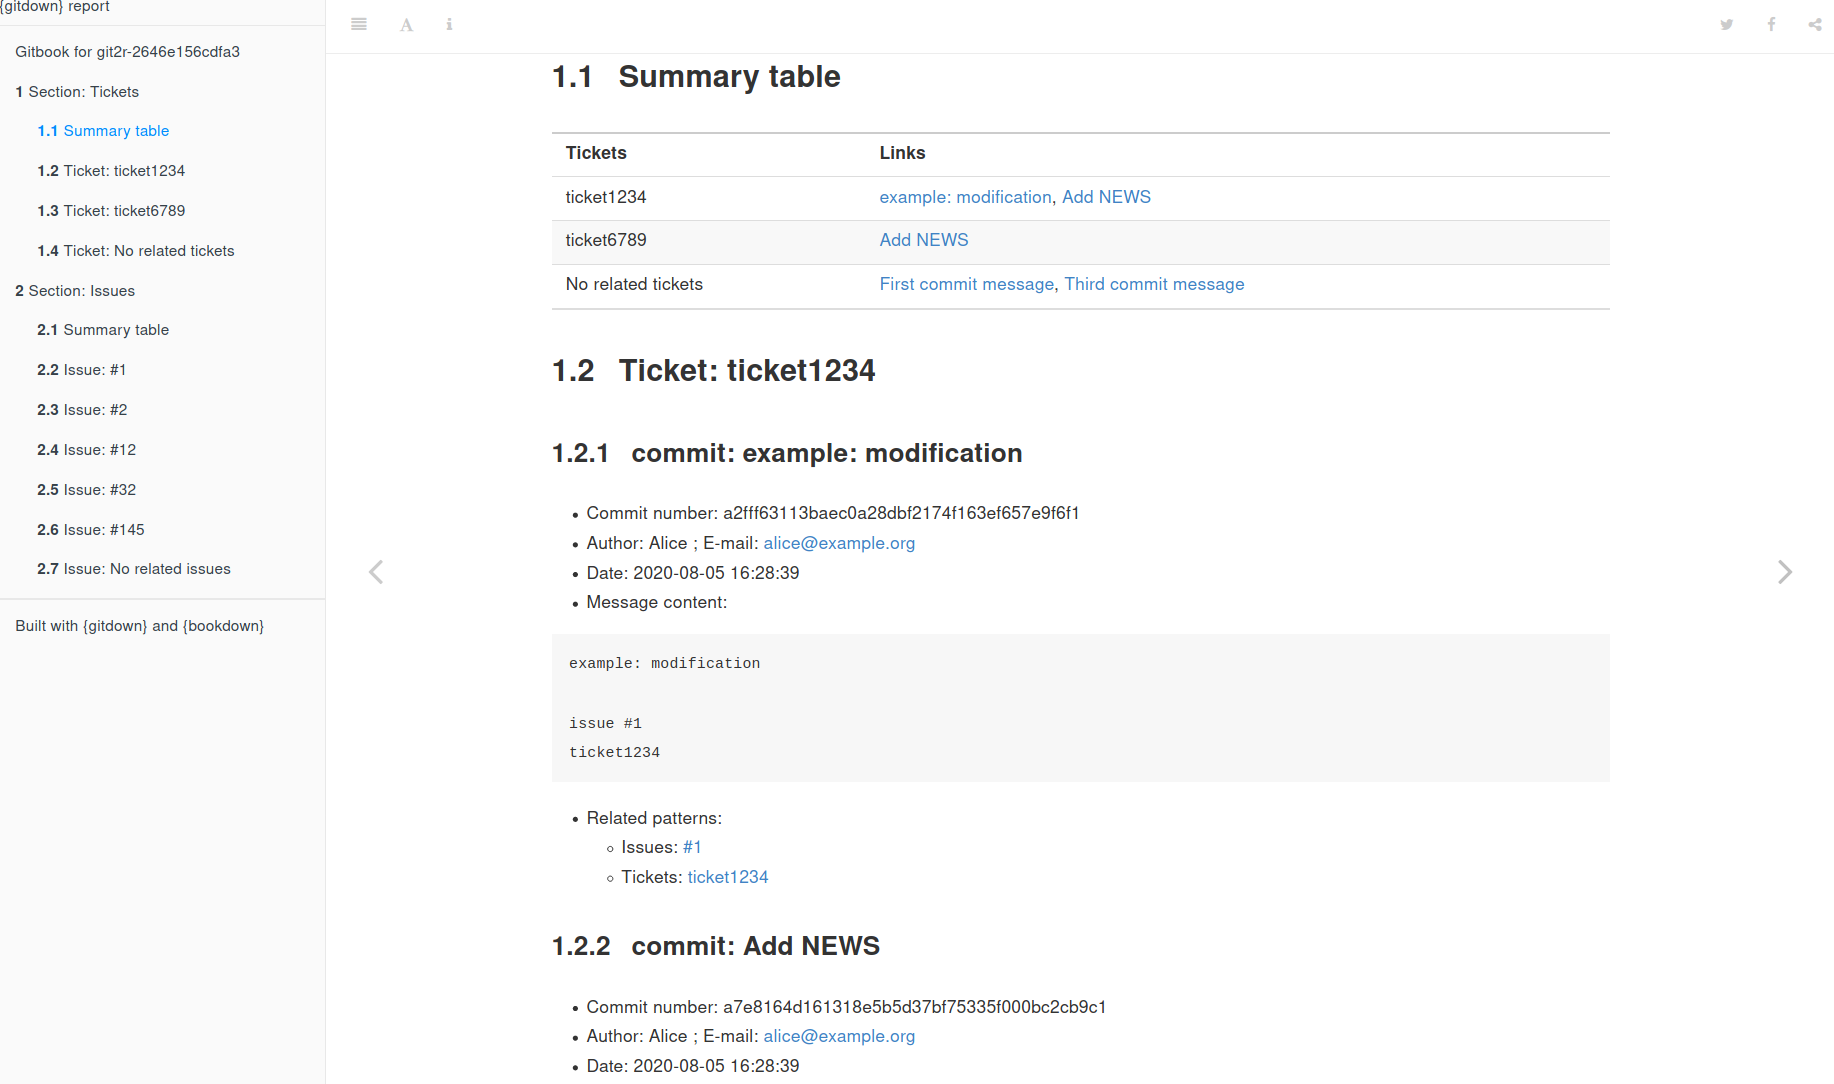 {gitdown} report
Gitbook for git2r-2646e156cdfa3
1 Section: Tickets
1.1 Summary table
1.2 Ticket: ticket1234
1.3 Ticket: ticket6789
1.4 Ticket: No related tickets
2 Section: Issues
2.1 Summary table
2.2 Issue: #1
2.3 Issue: #2
2.4 Issue: #12
2.5 Issue: #32
2.6 Issue: #145
2.7 Issue: No related issues
Built with {gitdown} and {bookdown}
1.1 Summary table
Tickets Links
ticket1234 example: modification, Add NEWS
ticket6789 Add NEWS
No related tickets First commit message, Third commit message
1.2 Ticket: ticket1234
1.2.1 commit: example: modification
• Commit number: a2fff63113baec0a28dbf2174f163ef657e9f6f1
• Author: Alice ; E-mail: alice@example.org
• Date: 2020-08-05 16:28:39
• Message content:
example: modification
issue #1
ticket1234
• Related patterns:
◦ Issues: #1
◦ Tickets: ticket1234
1.2.2 commit: Add NEWS
• Commit number: a7e8164d161318e5b5d37bf75335f000bc2cb9c1
• Author: Alice ; E-mail: alice@example.org
• Date: 2020-08-05 16:28:39